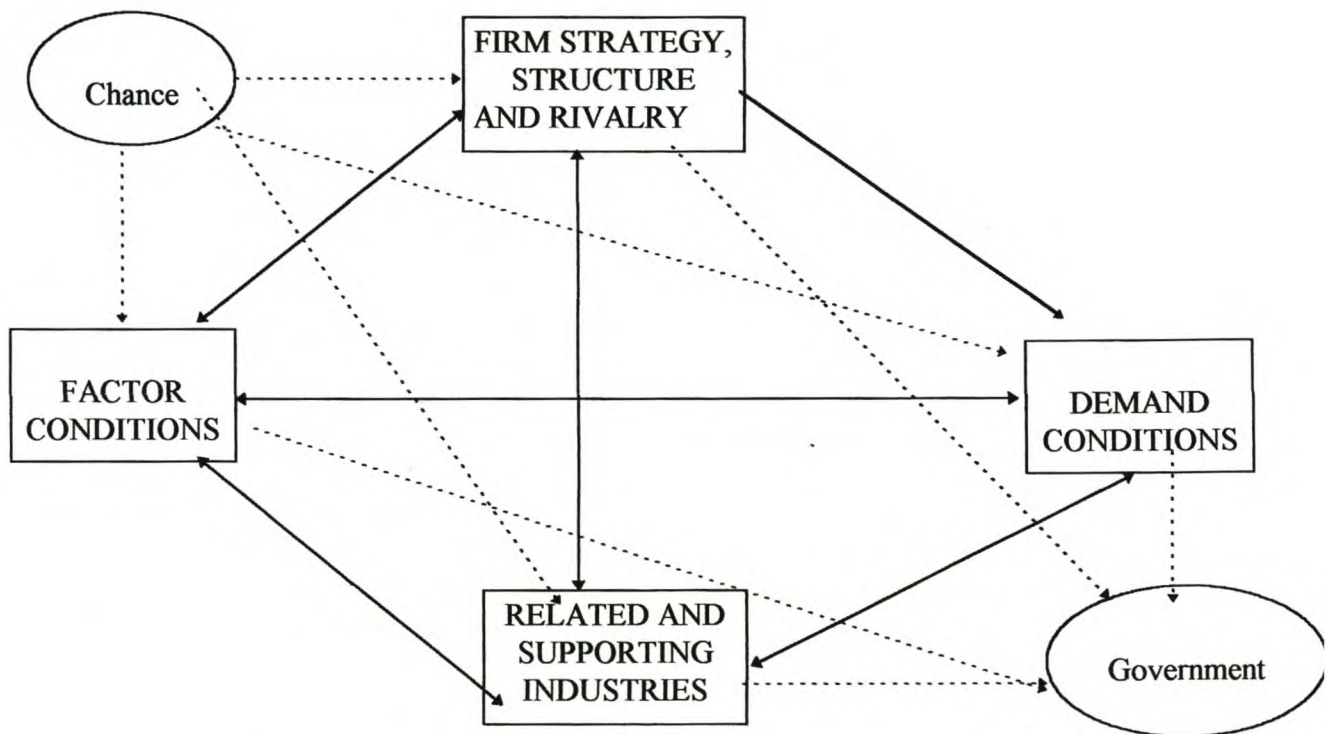 Chance
FIRM STRATEGY,
STRUCTURE
AND RIVALRY
FACTOR
CONDITIONS
DEMAND
CONDITIONS
RELATED AND
SUPPORTING
INDUSTRIES
Government